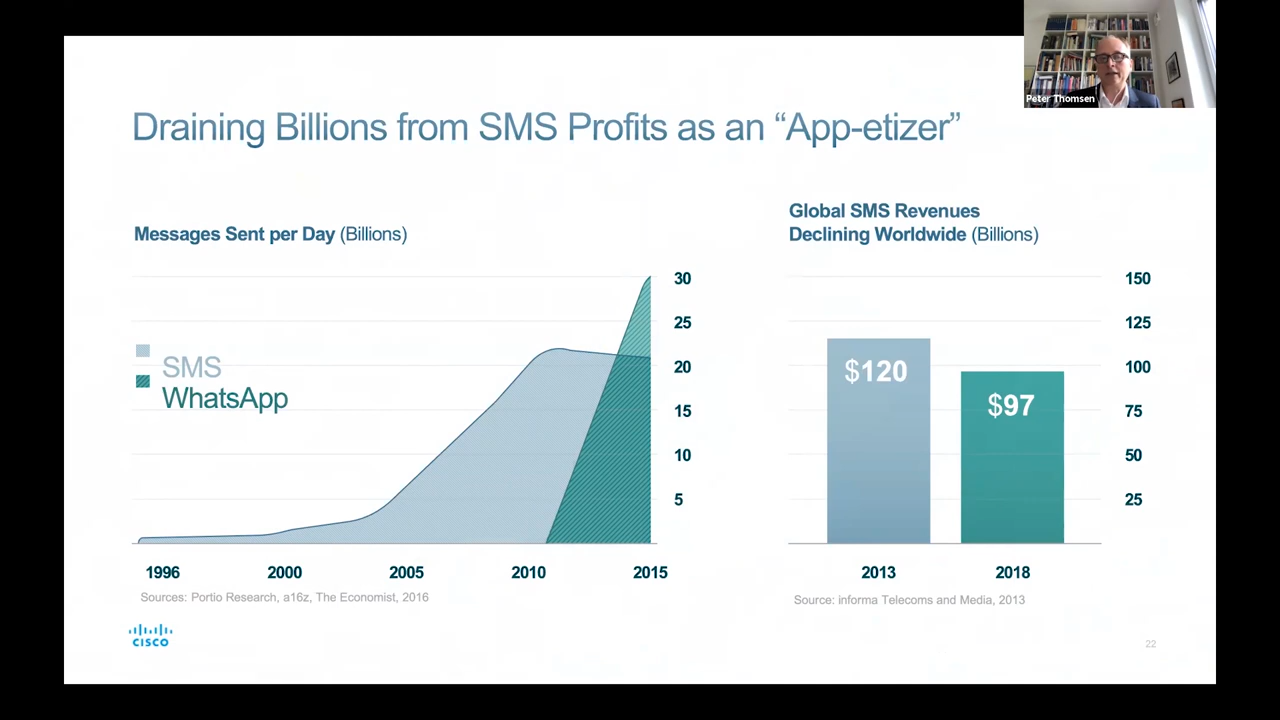 Peter Thomsen
Draining Billions from SMS Profits as an “App-etizer”
Messages Sent per Day (Billions)
30
25
20
15
10
5
SMS
WhatsApp
1996 2000 2005 2010 2015
Sources: Portio Research, a16z, The Economist, 2016
Global SMS Revenues
Declining Worldwide (Billions)
150
125
100
75
50
25
$120
$97
2013 2018
Source: informa Telecoms and Media, 2013
CISCO
22